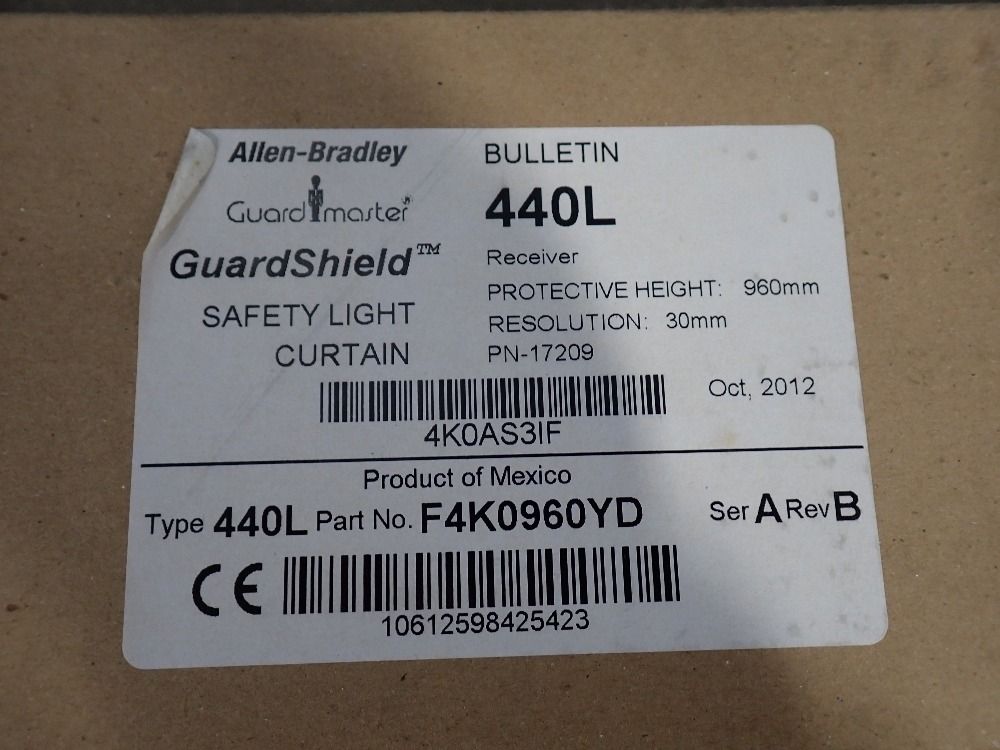 Allen-Bradley
Guardmaster®
GuardShield™
SAFETY LIGHT
CURTAIN
BULLETIN
440L
Receiver
PROTECTIVE HEIGHT: 960mm
RESOLUTION: 30mm
PN-17209
Oct, 2012
4K0AS3IF
Product of Mexico
Type 440L Part No. F4K0960YD Ser A Rev B
CE
10612598425423